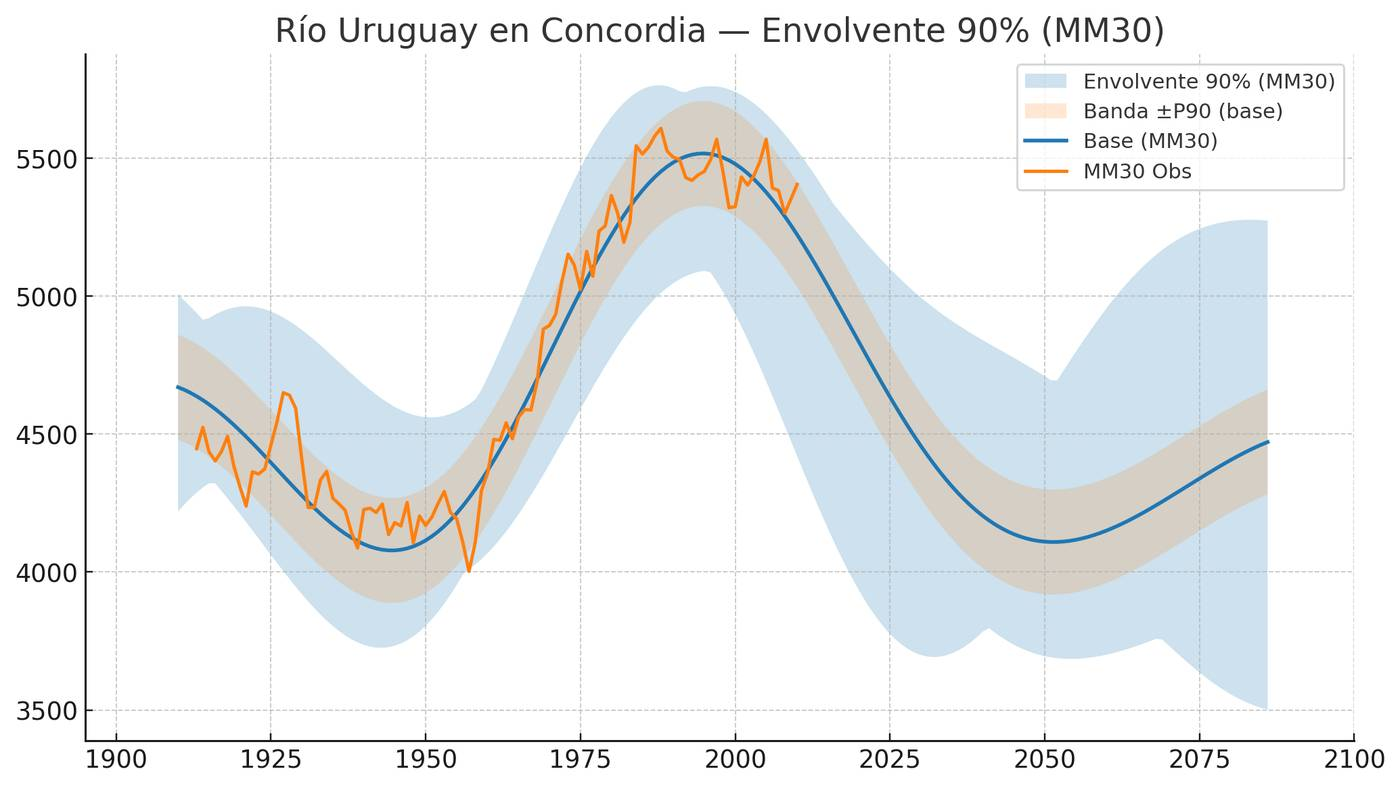 Río Uruguay en Concordia — Envolvente 90% (MM30)
Envolvente 90% (MM30)
Banda ±P90 (base)
Base (MM30)
MM30 Obs
5500
5000
4500
4000
3500
1900 1925 1950 1975 2000 2025 2050 2075 2100